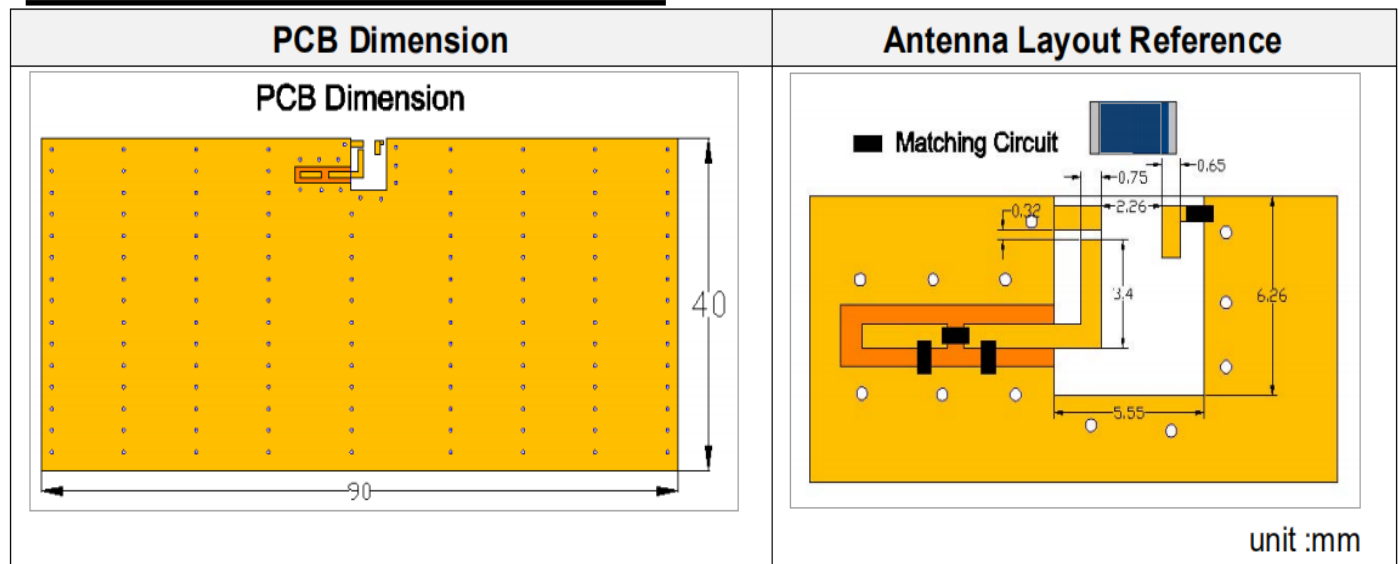 PCB Dimension
Antenna Layout Reference
PCB Dimension
40
90
Matching Circuit
0.65
0.75
2.26
0.32
3.4
6.26
5.55
unit :mm